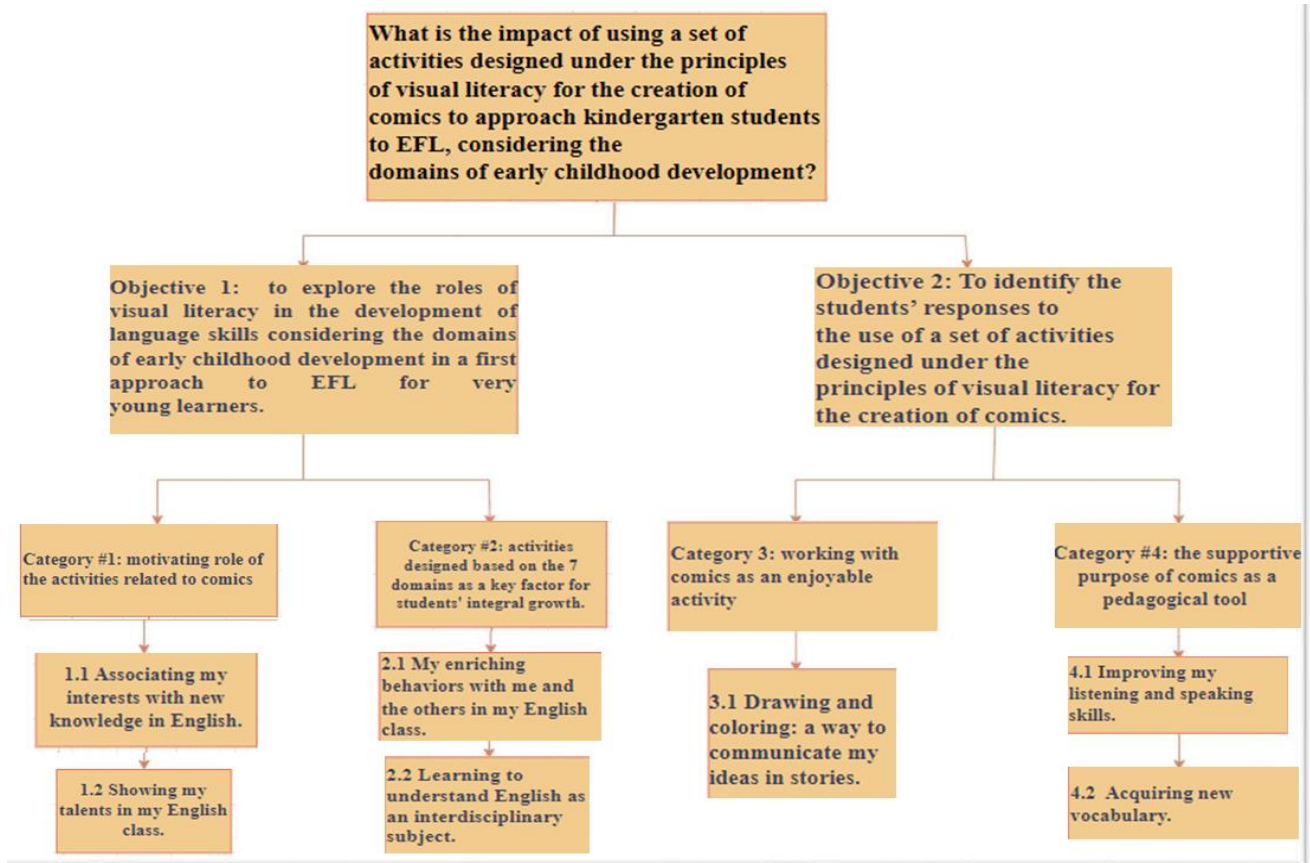 What is the impact of using a set of
activities designed under the principles
of visual literacy for the creation of
comics to approach kindergarten students
to EFL, considering the
domains of early childhood development?
Objective 1: to explore the roles of
visual literacy in the development of
language skills considering the domains
of early childhood development in a first
approach to EFL for very
young learners.
Objective 2: To identify the
students’ responses to
the use of a set of activities
designed under the
principles of visual literacy for
the creation of comics.
Category #1: motivating role of
the activities related to comics
Category #2: activities
designed based on the 7
domains as a key factor for
students' integral growth.
Category 3: working with
comics as an enjoyable
activity
Category #4: the supportive
purpose of comics as a
pedagogical tool
1.1 Associating my
interests with new
knowledge in English.
1.2 Showing my
talents in my English
class.
2.1 My enriching
behaviors with me and
the others in my English
class.
2.2 Learning to
understand English as
an interdisciplinary
subject.
3.1 Drawing and
coloring: a way to
communicate my
ideas in stories.
4.1 Improving my
listening and speaking
skills.
4.2 Acquiring new
vocabulary.